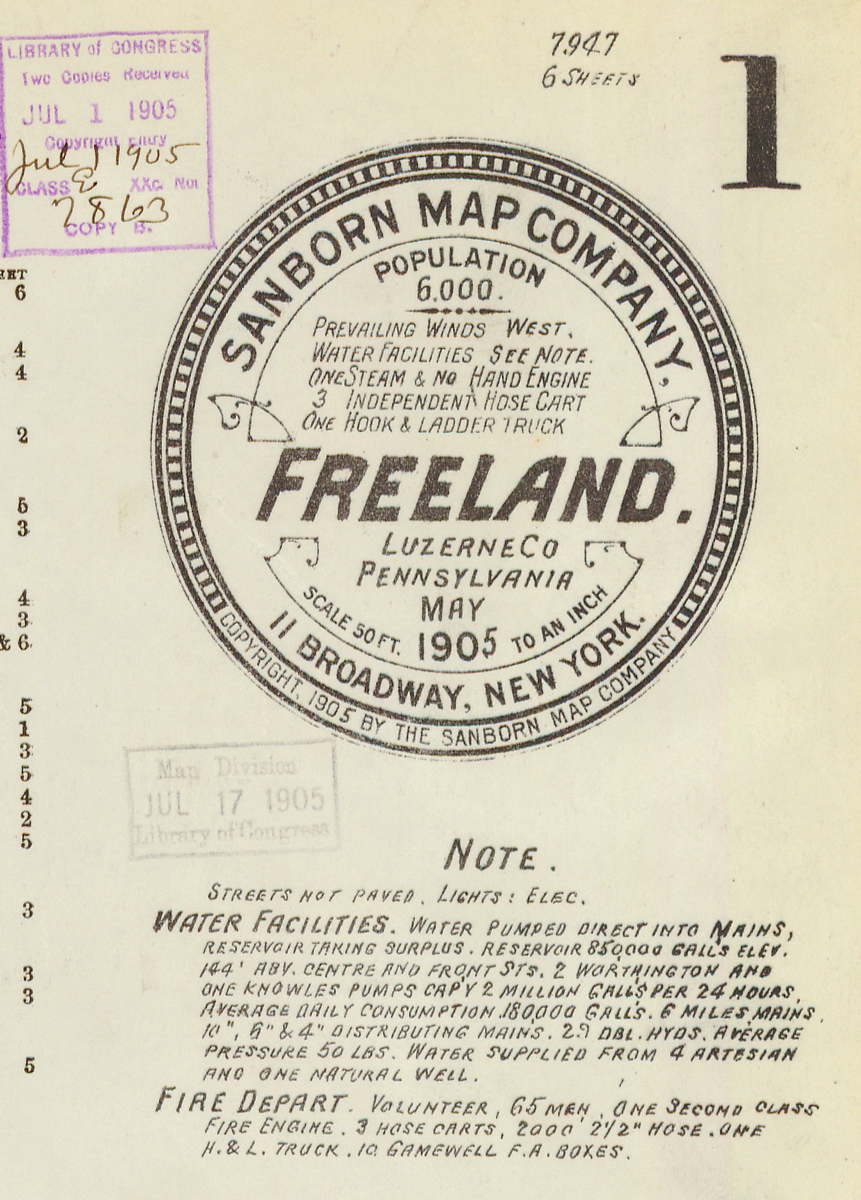 LIBRARY of CONGRESS
Two Copies Received
JUL 1 1905
Copyright Entry
Jul 1 1905
CLASS E XXc. No.
2863
COPY B.
7947
6 SHEETS
1
SANBORN MAP COMPANY,
POPULATION
6,000.
PREVAILING WINDS WEST.
WATER FACILITIES SEE NOTE.
ONE STEAM & NO HAND ENGINE
3 INDEPENDENT HOSE CART
ONE HOOK & LADDER TRUCK
FREELAND.
LUZERNE CO
PENNSYLVANIA
MAY
SCALE 50 FT. 1905 TO AN INCH
11 BROADWAY, NEW YORK.
COPYRIGHT, 1905 BY THE SANBORN MAP COMPANY
6
4
4
2
5
3
4
3
& 6
5
1
3
5
4
2
5
3
3
3
5
Map Division
JUL 17 1905
Library of Congress
NOTE.
STREETS NOT PAVED. LIGHTS: ELEC.
WATER FACILITIES. WATER PUMPED DIRECT INTO MAINS,
RESERVOIR TAKING SURPLUS. RESERVOIR 850,000 GALLS ELEV.
144' ABV. CENTRE AND FRONT STS. 2 WORTHINGTON AND
ONE KNOWLES PUMPS CAPY 2 MILLION GALLS PER 24 HOURS,
AVERAGE DAILY CONSUMPTION 180,000 GALLS. 6 MILES MAINS,
10", 6" & 4" DISTRIBUTING MAINS. 29 DBL. HYDS. AVERAGE
PRESSURE 50 LBS. WATER SUPPLIED FROM 4 ARTESIAN
AND ONE NATURAL WELL.
FIRE DEPART. VOLUNTEER, 65 MEN, ONE SECOND CLASS
FIRE ENGINE. 3 HOSE CARTS, 2000' 2 1/2" HOSE. ONE
H. & L. TRUCK. 10 GAMEWELL F.A. BOXES.